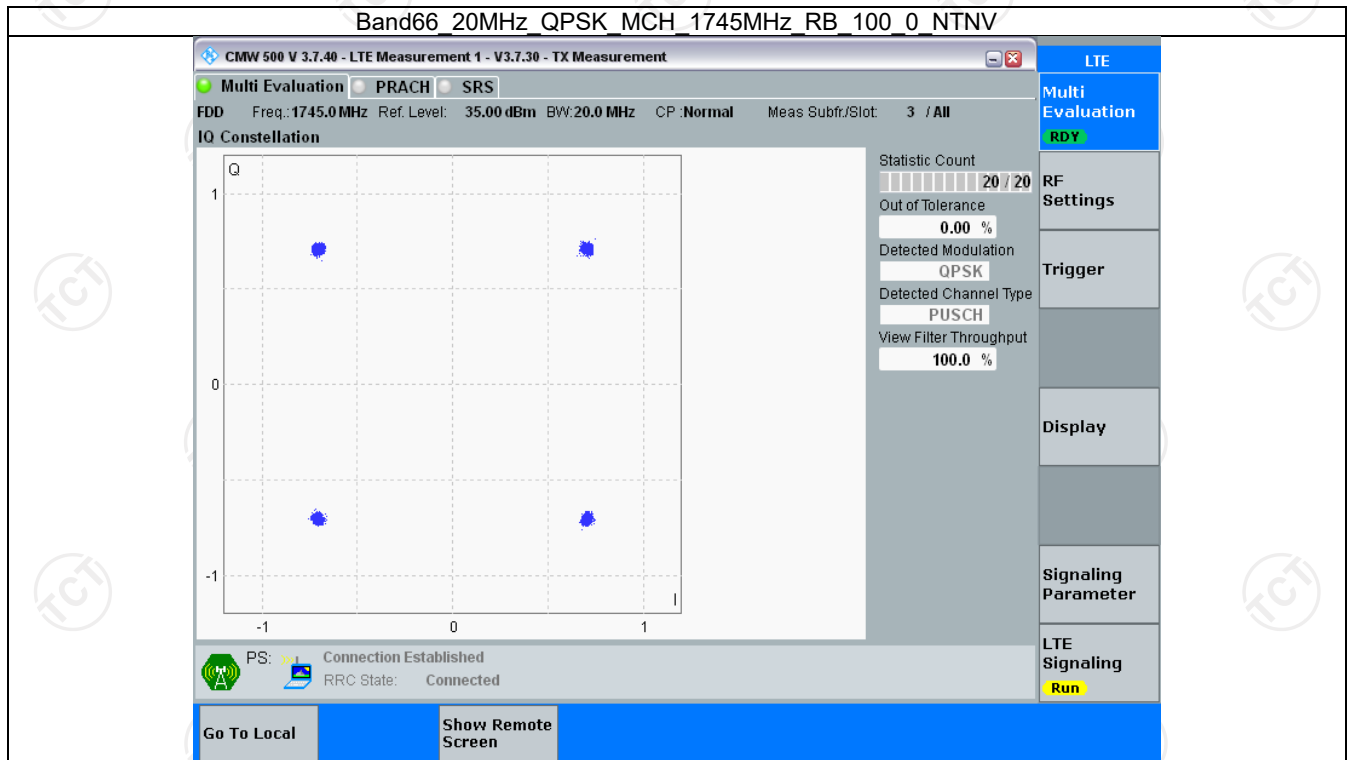 Band66_20MHz_QPSK_MCH_1745MHz_RB_100_0_NTNV
CMW 500 V 3.7.40 - LTE Measurement 1 - V3.7.30 - TX Measurement
LTE
Multi Evaluation PRACH SRS
FDD Freq.: 1745.0 MHz Ref. Level: 35.00 dBm BW: 20.0 MHz CP : Normal Meas Subfr./Slot: 3 / All
IQ Constellation
Q
1
0
-1
I
-1 0 1
Statistic Count
20 / 20
Out of Tolerance
0.00 %
Detected Modulation
QPSK
Detected Channel Type
PUSCH
View Filter Throughput
100.0 %
Multi
Evaluation
RDY
RF
Settings
Trigger
Display
Signaling
Parameter
LTE
Signaling
Run
PS: Connection Established
RRC State: Connected
Go To Local
Show Remote
Screen
TCT
TCT
TCT
TCT